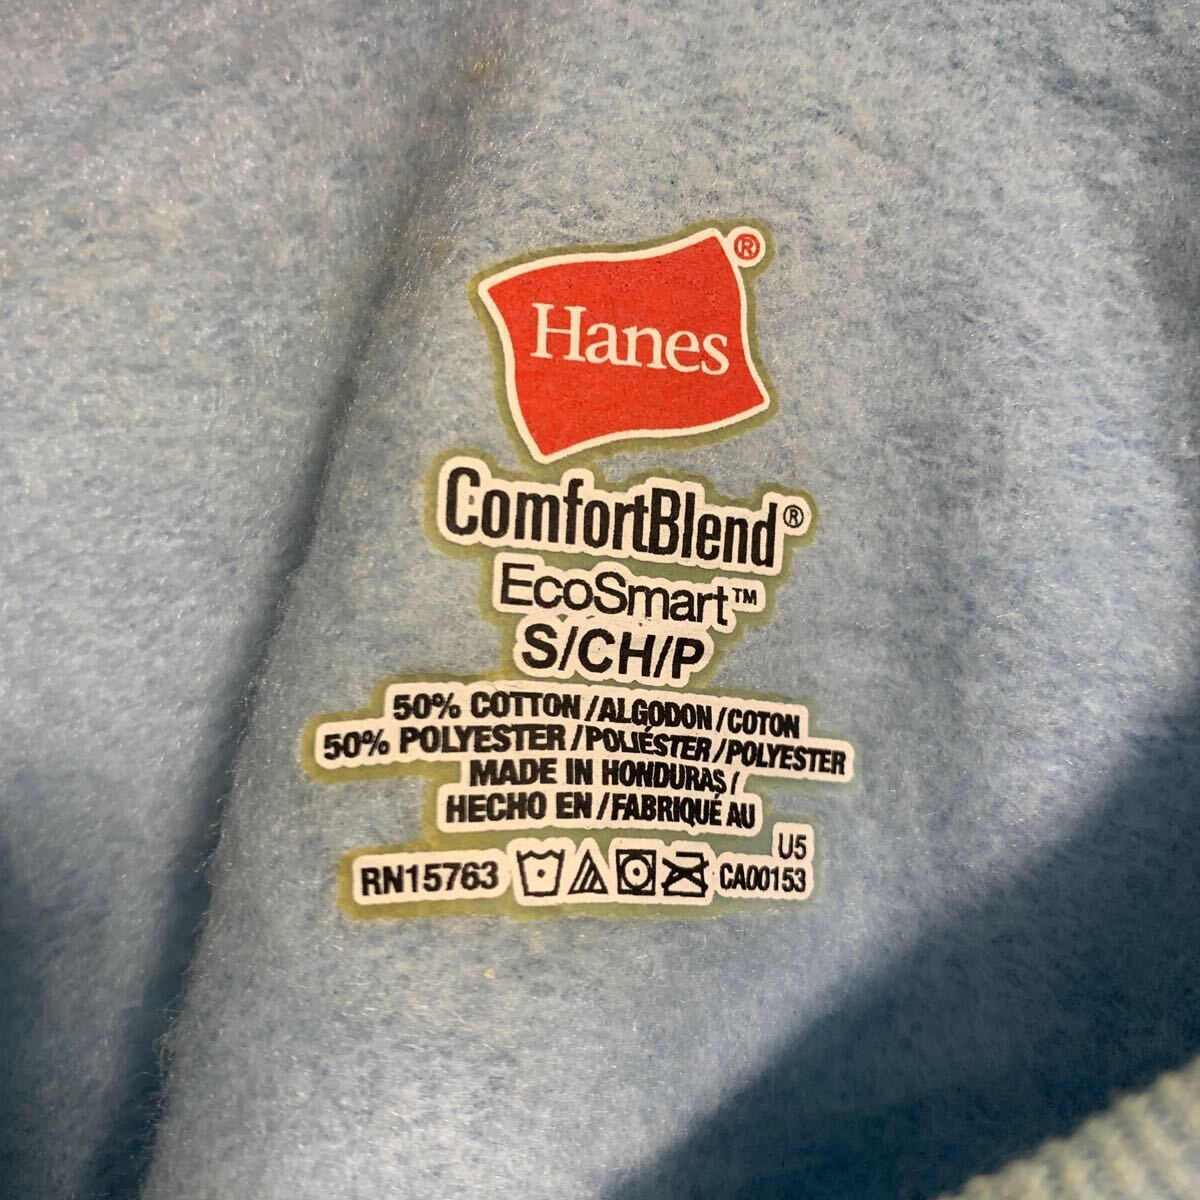 Hanes®
ComfortBlend®
EcoSmart™
S/CH/P
50% COTTON/ALGODON/COTON
50% POLYESTER/POLIÉSTER/POLYESTER
MADE IN HONDURAS/
HECHO EN/FABRIQUÉ AU
U5
RN15763 CA00153